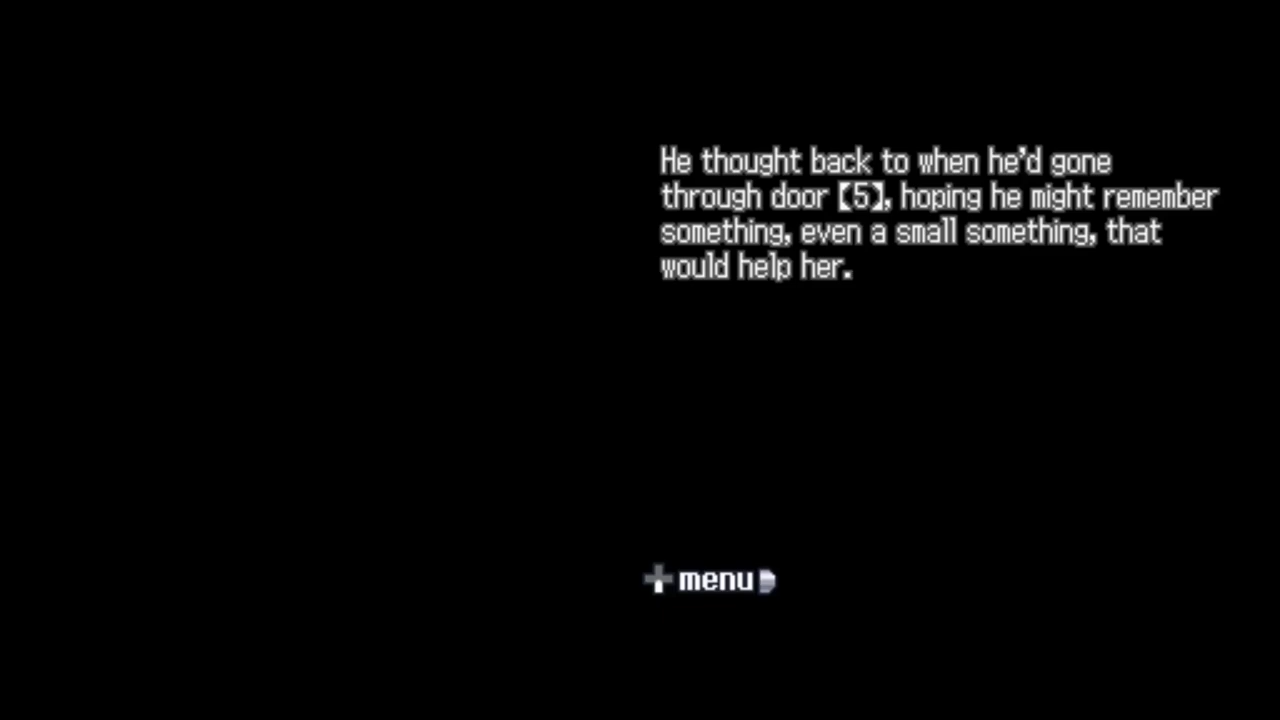 He thought back to when he'd gone
through door【5】, hoping he might remember
something, even a small something, that
would help her.
menu